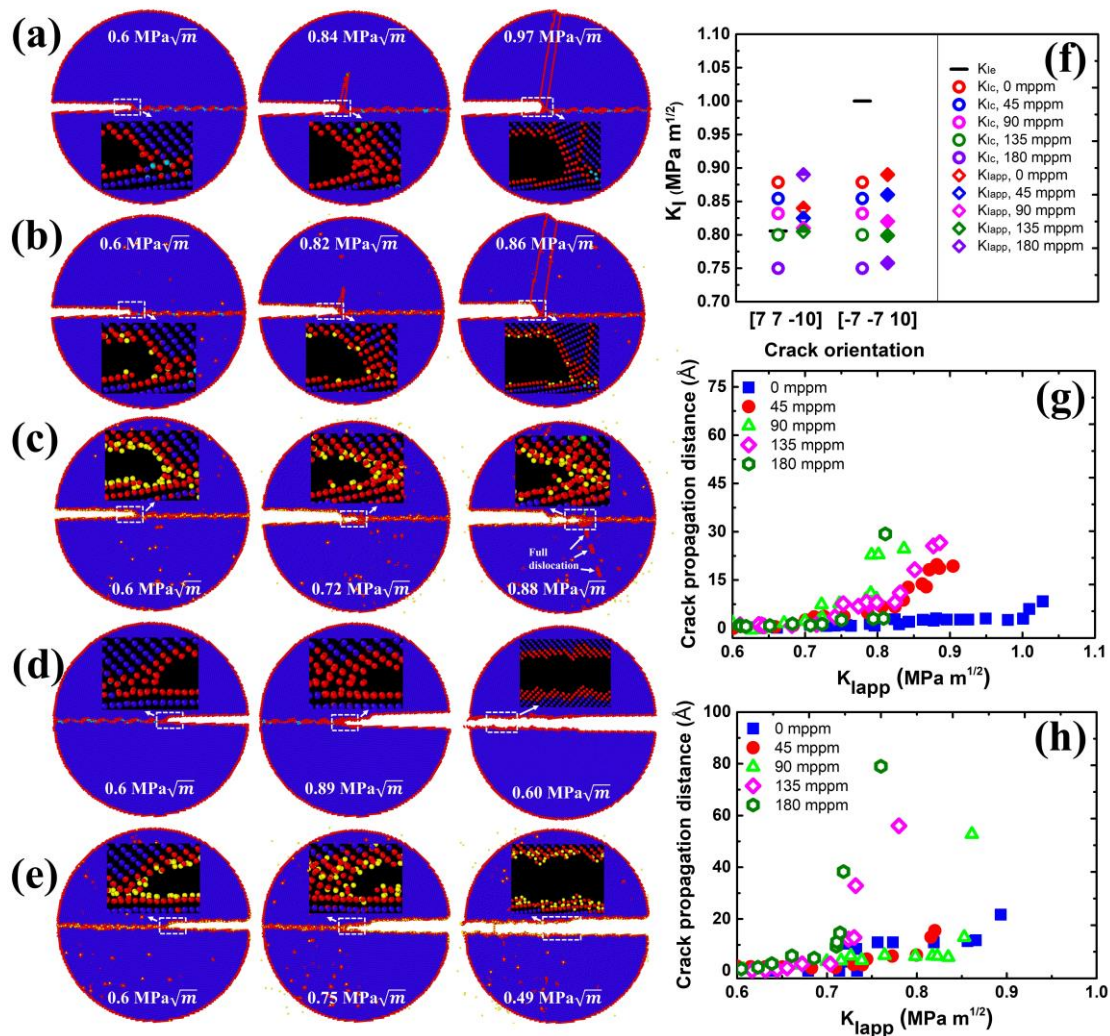 (a)
0.6 MPa√m
0.84 MPa√m
0.97 MPa√m
(b)
0.6 MPa√m
0.82 MPa√m
0.86 MPa√m
(c)
Full
dislocation
0.6 MPa√m
0.72 MPa√m
0.88 MPa√m
(d)
0.6 MPa√m
0.89 MPa√m
0.60 MPa√m
(e)
0.6 MPa√m
0.75 MPa√m
0.49 MPa√m
(f)
K_I (MPa m^1/2)
1.10
1.05
1.00
0.95
0.90
0.85
0.80
0.75
0.70
[7 7 -10]
[-7 -7 10]
Crack orientation
K_Ie
K_Ic, 0 mppm
K_Ic, 45 mppm
K_Ic, 90 mppm
K_Ic, 135 mppm
K_Ic, 180 mppm
K_Iapp, 0 mppm
K_Iapp, 45 mppm
K_Iapp, 90 mppm
K_Iapp, 135 mppm
K_Iapp, 180 mppm
(g)
Crack propagation distance (Å)
75
60
45
30
15
0
0 mppm
45 mppm
90 mppm
135 mppm
180 mppm
0.6
0.7
0.8
0.9
1.0
1.1
K_Iapp (MPa m^1/2)
(h)
Crack propagation distance (Å)
100
80
60
40
20
0
0 mppm
45 mppm
90 mppm
135 mppm
180 mppm
0.6
0.7
0.8
0.9
1.0
K_Iapp (MPa m^1/2)